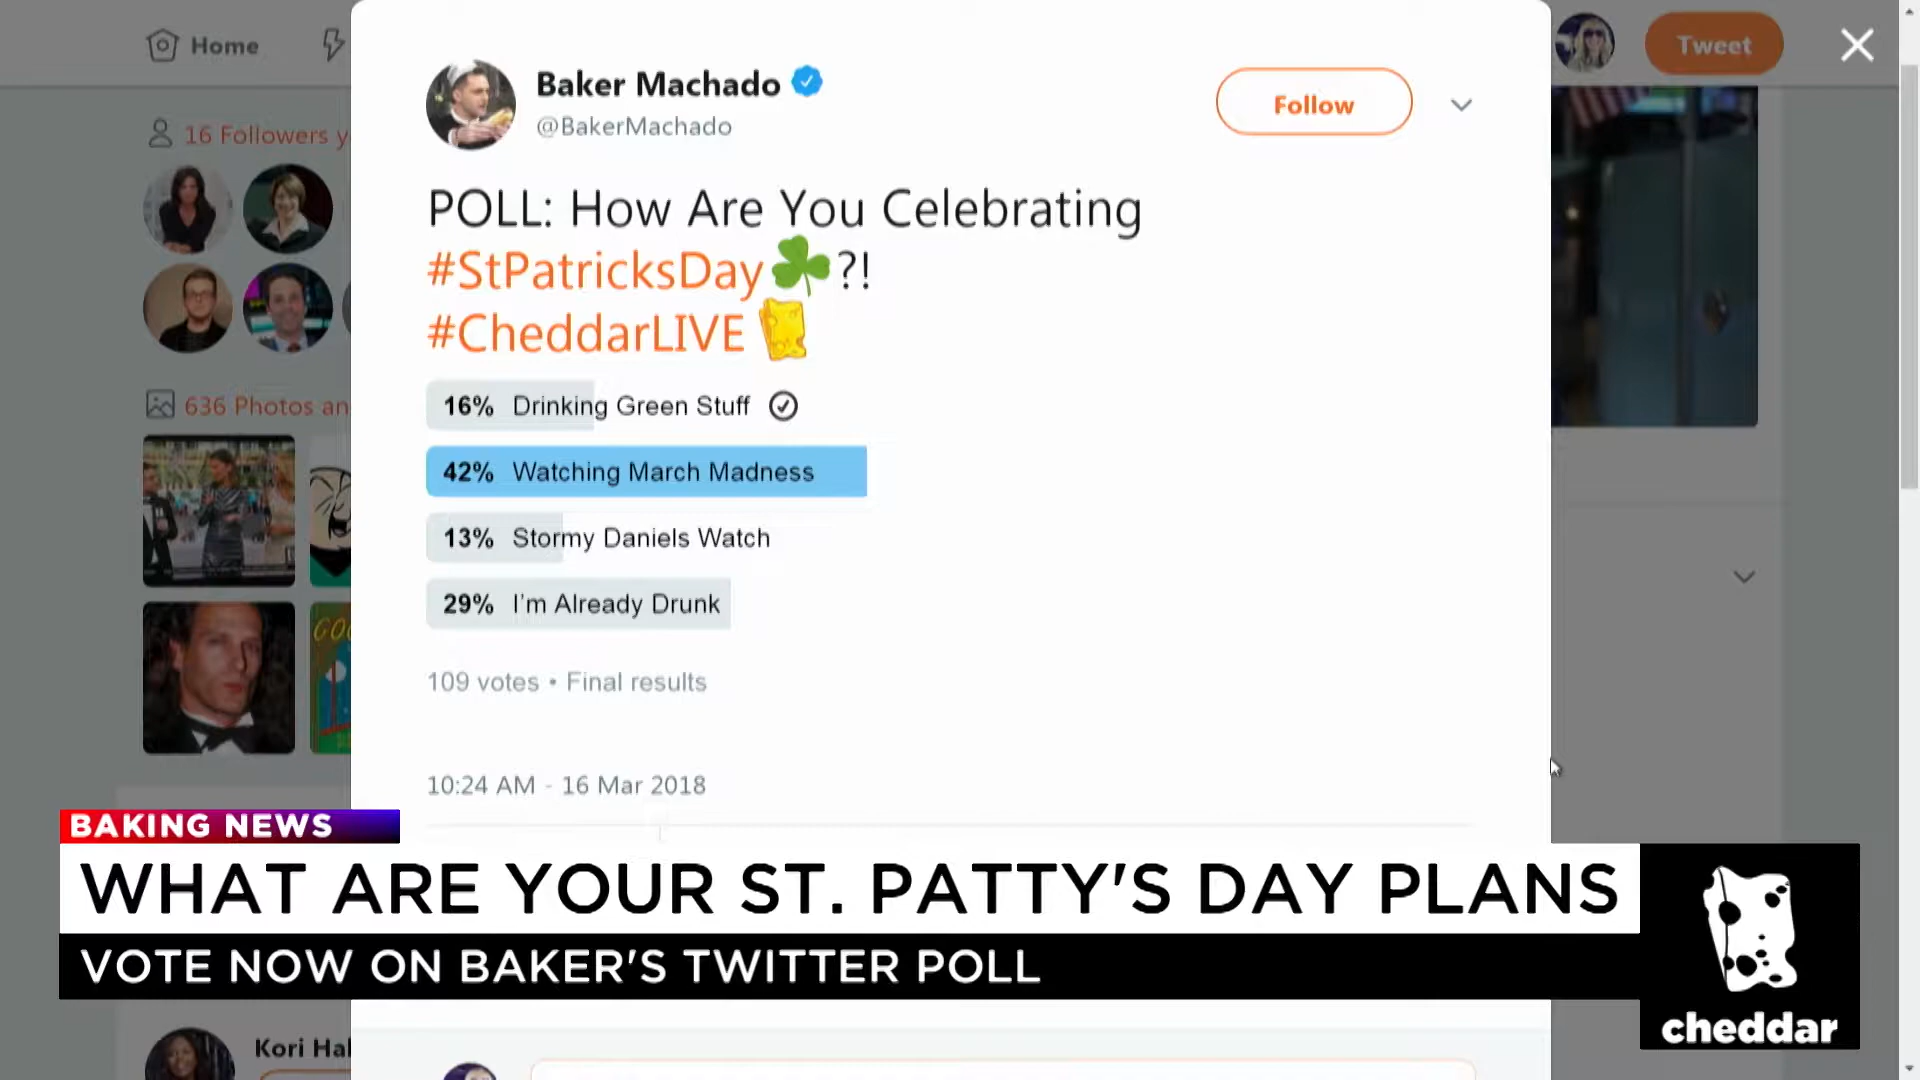 Home
Tweet
Baker Machado
@BakerMachado
Follow
16 Followers y
POLL: How Are You Celebrating
#StPatricksDay☘?!
#CheddarLIVE
16% Drinking Green Stuff
42% Watching March Madness
13% Stormy Daniels Watch
29% I'm Already Drunk
636 Photos an
GO
109 votes • Final results
10:24 AM - 16 Mar 2018
BAKING NEWS
WHAT ARE YOUR ST. PATTY'S DAY PLANS
VOTE NOW ON BAKER'S TWITTER POLL
cheddar
Kori Hal